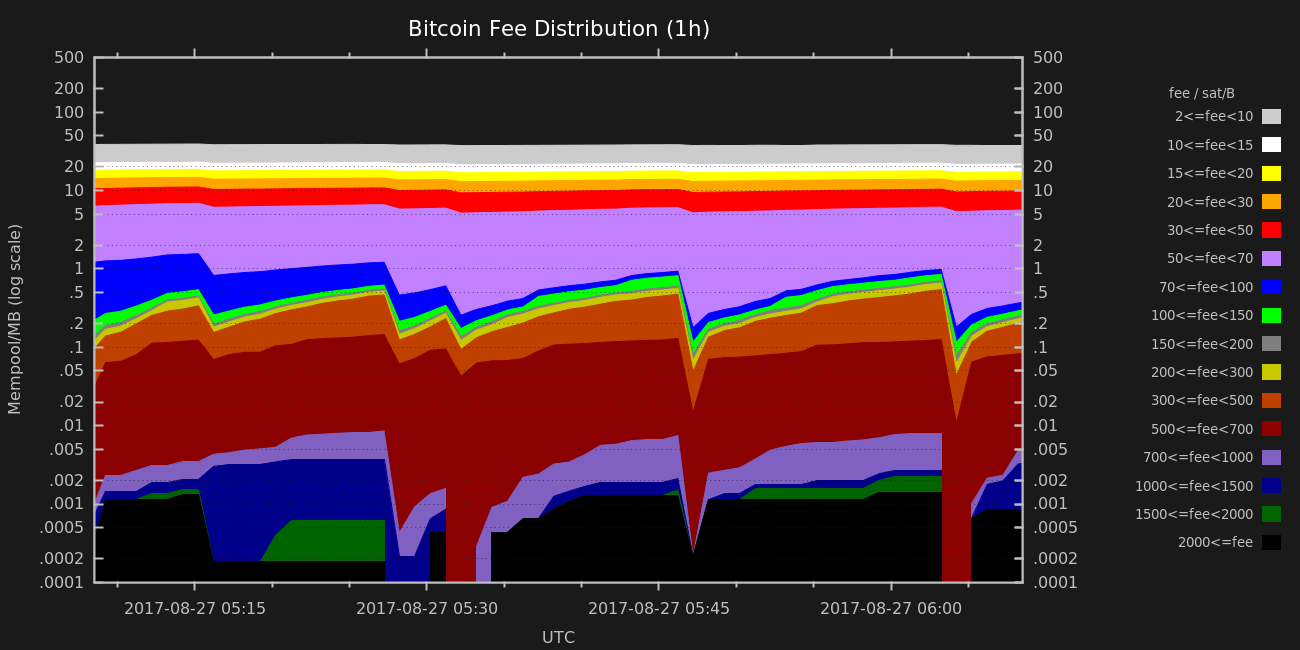 Bitcoin Fee Distribution (1h)
500 500
200 200
100 100
50 50
20 20
10 10
5 5
2 2
1 1
.5 .5
.2 .2
.1 .1
.05 .05
.02 .02
.01 .01
.005 .005
.002 .002
.001 .001
.0005 .0005
.0002 .0002
.0001 .0001
Mempool/MB (log scale)
2017-08-27 05:15 2017-08-27 05:30 2017-08-27 05:45 2017-08-27 06:00
UTC
fee / sat/B
2<=fee<10
10<=fee<15
15<=fee<20
20<=fee<30
30<=fee<50
50<=fee<70
70<=fee<100
100<=fee<150
150<=fee<200
200<=fee<300
300<=fee<500
500<=fee<700
700<=fee<1000
1000<=fee<1500
1500<=fee<2000
2000<=fee